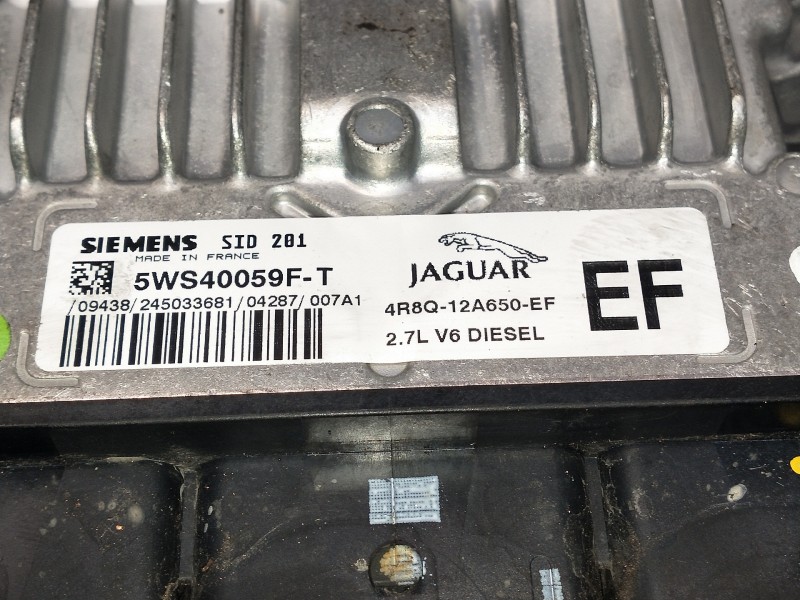 SIEMENS SID 201
MADE IN FRANCE
5WS40059F-T
/09438/245033681/04287/007A1
JAGUAR
4R8Q-12A650-EF
2.7L V6 DIESEL
EF